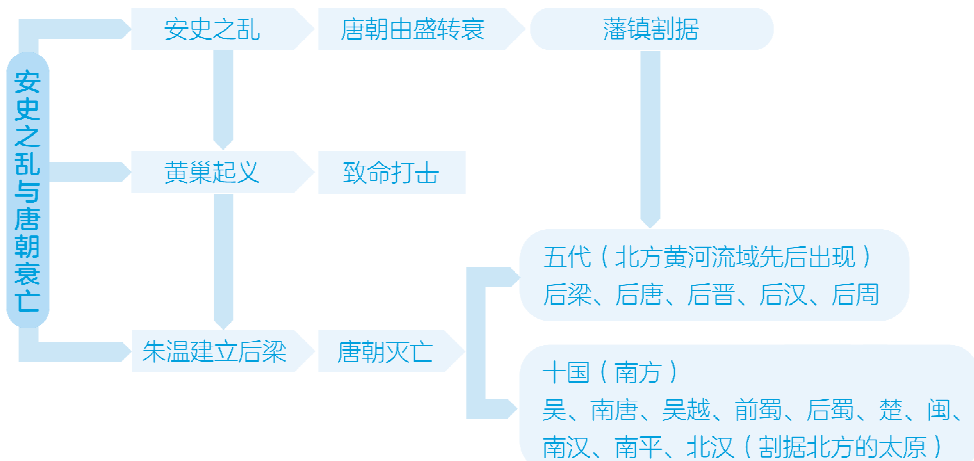 安史之乱与唐朝衰亡
安史之乱
唐朝由盛转衰
藩镇割据
黄巢起义
致命打击
朱温建立后梁
唐朝灭亡
五代（北方黄河流域先后出现）
后梁、后唐、后晋、后汉、后周
十国（南方）
吴、南唐、吴越、前蜀、后蜀、楚、闽、
南汉、南平、北汉（割据北方的太原）